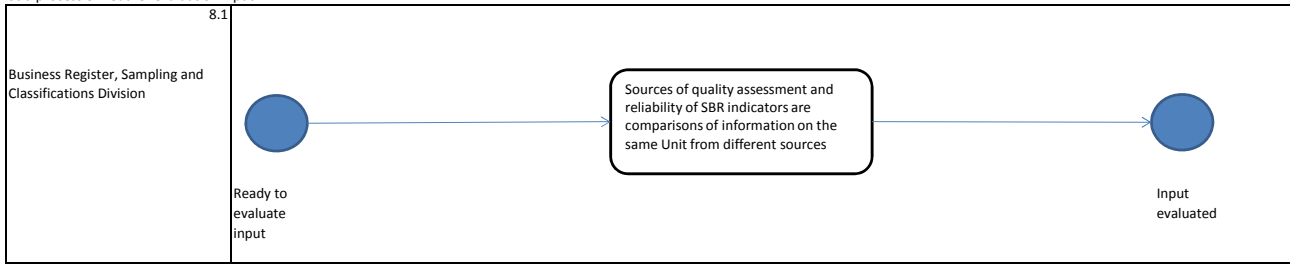 8.1
Business Register, Sampling and
Classifications Division
Sources of quality assessment and
reliability of SBR indicators are
comparisons of information on the
same Unit from different sources
Ready to
evaluate
input
Input
evaluated